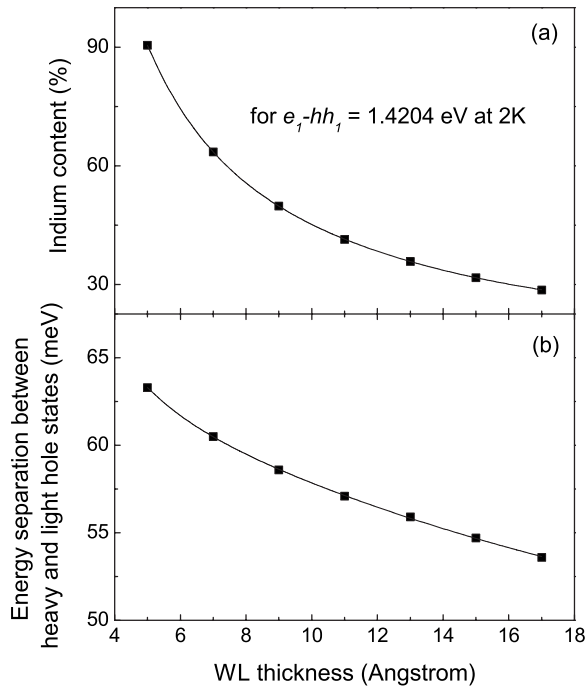 (a)
90
60
30
Indium content (%)
for e1-hh1 = 1.4204 eV at 2K
(b)
65
60
55
50
Energy separation between
heavy and light hole states (meV)
4 6 8 10 12 14 16 18
WL thickness (Angstrom)